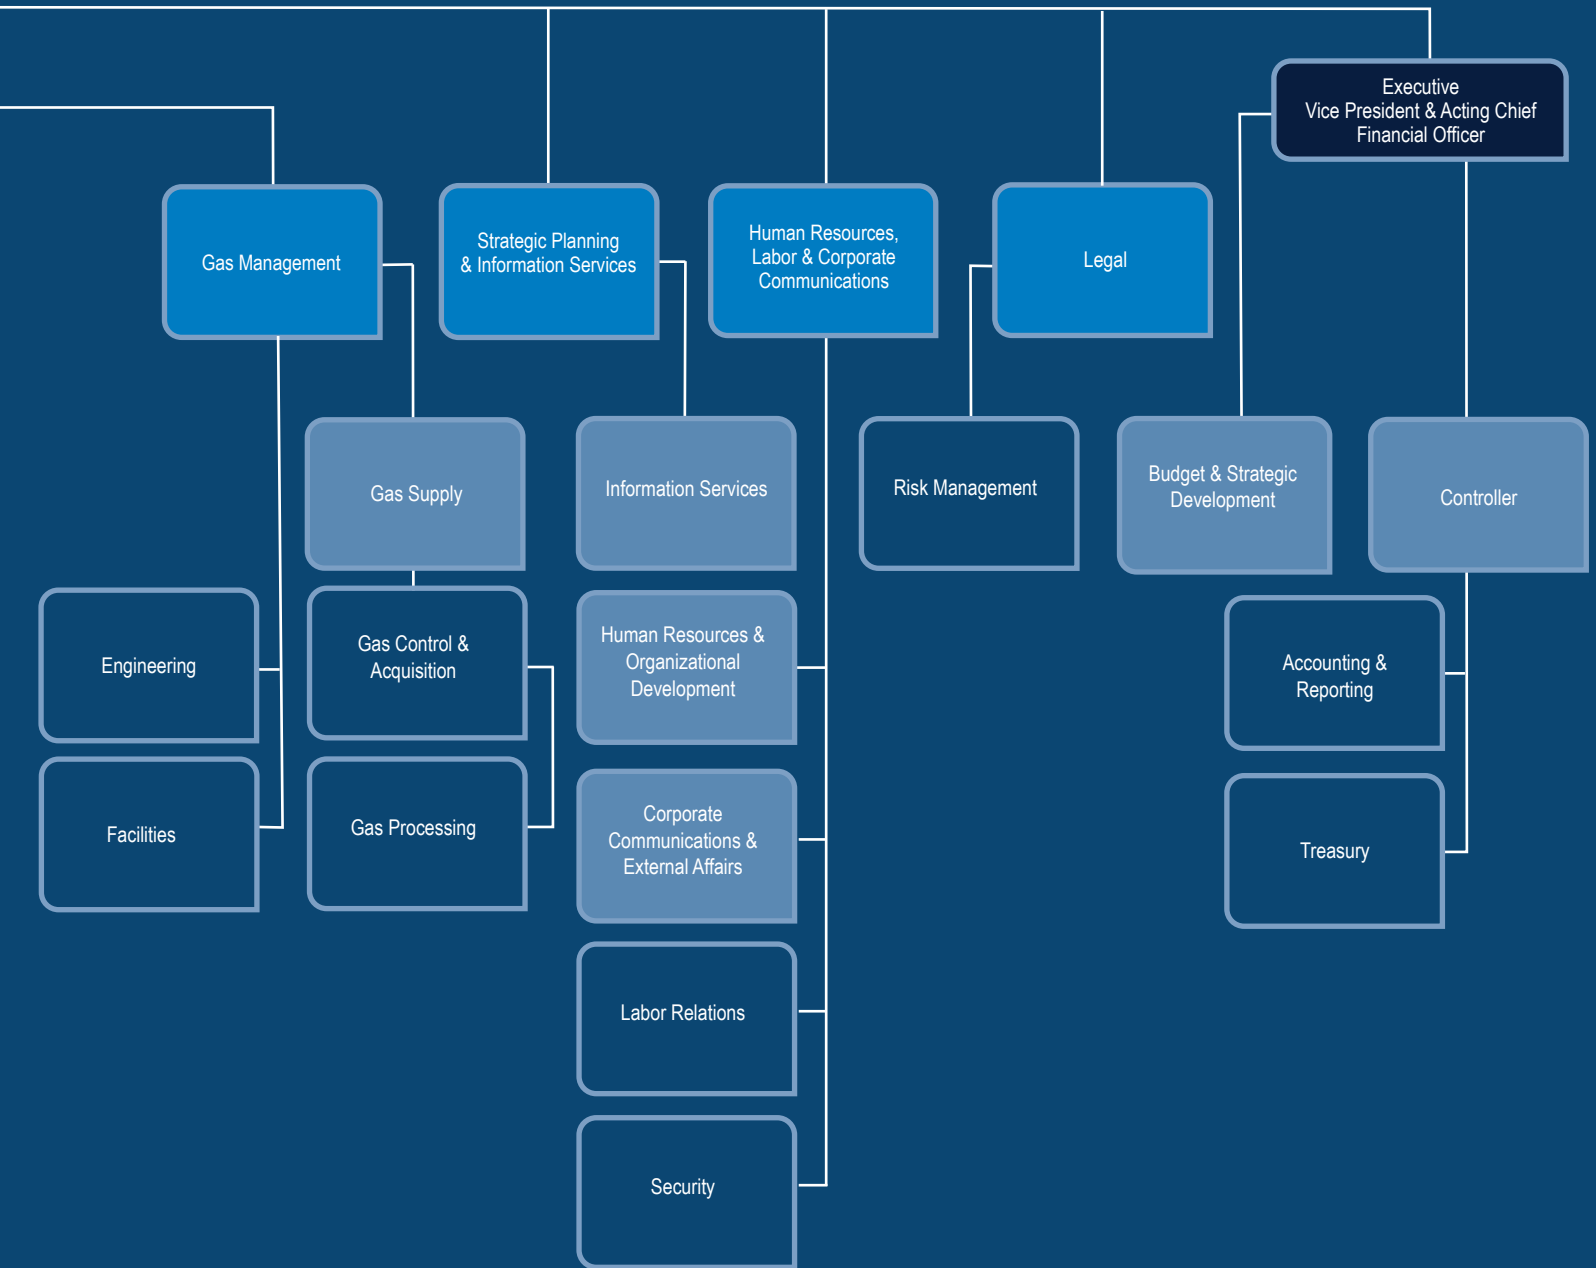 Executive
Vice President & Acting Chief
Financial Officer
Gas Management
Strategic Planning
& Information Services
Human Resources,
Labor & Corporate
Communications
Legal
Gas Supply
Information Services
Risk Management
Budget & Strategic
Development
Controller
Engineering
Gas Control &
Acquisition
Human Resources &
Organizational
Development
Accounting &
Reporting
Facilities
Gas Processing
Corporate
Communications &
External Affairs
Treasury
Labor Relations
Security